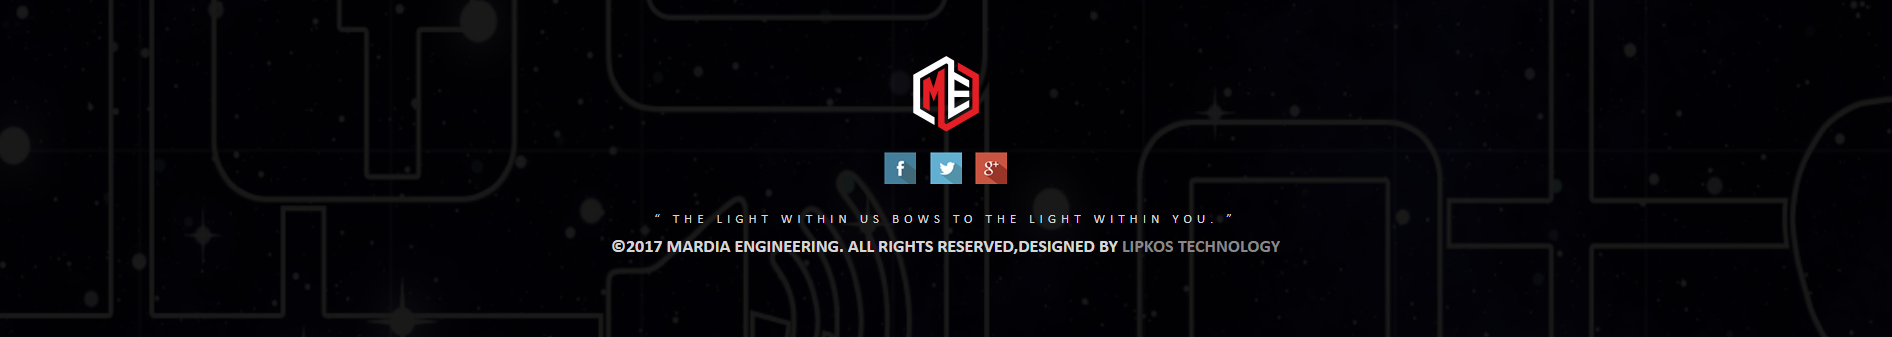 ME
f
g+
“ THE LIGHT WITHIN US BOWS TO THE LIGHT WITHIN YOU. ”
©2017 MARDIA ENGINEERING. ALL RIGHTS RESERVED,DESIGNED BY LIPKOS TECHNOLOGY